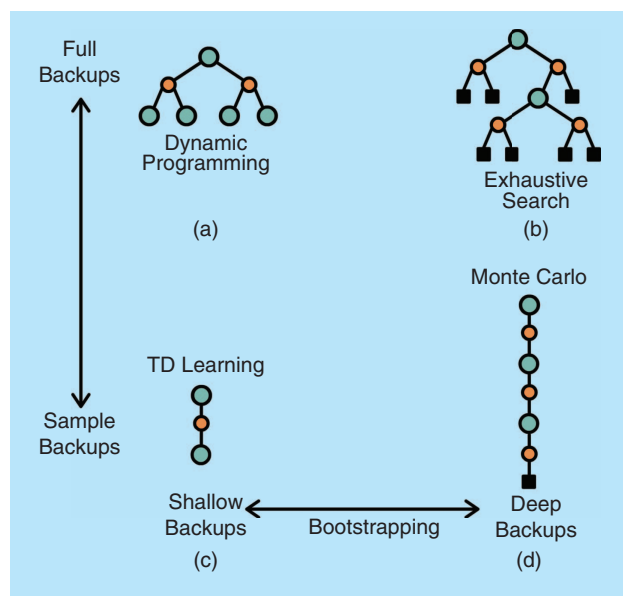 Full
Backups
Dynamic
Programming
(a)
Exhaustive
Search
(b)
Monte Carlo
TD Learning
Sample
Backups
Shallow
Backups
(c)
Bootstrapping
Deep
Backups
(d)